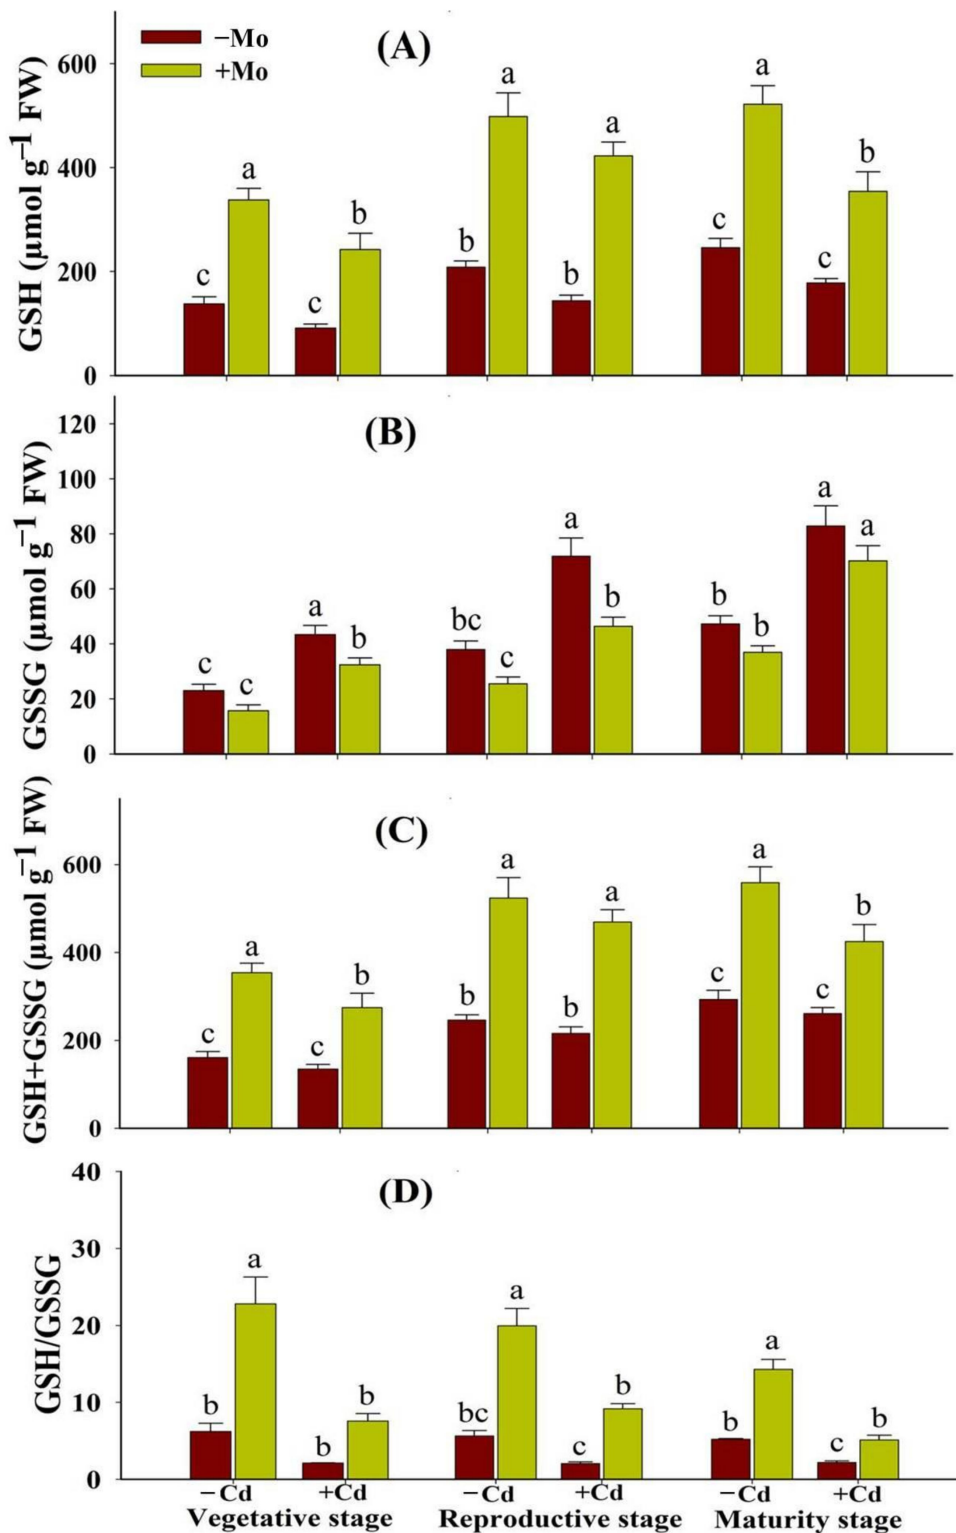 −Mo
+Mo
(A)
GSH (µmol g⁻¹ FW)
600
400
200
0
c a c b b a b a c a c b
(B)
GSSG (µmol g⁻¹ FW)
120
100
80
60
40
20
0
c c a b bc c a b b b a a
(C)
GSH+GSSG (µmol g⁻¹ FW)
600
400
200
0
c a c b b a b a c a c b
(D)
GSH/GSSG
40
30
20
10
0
b a b b bc a c b b a c b
−Cd +Cd −Cd +Cd −Cd +Cd
Vegetative stage Reproductive stage Maturity stage